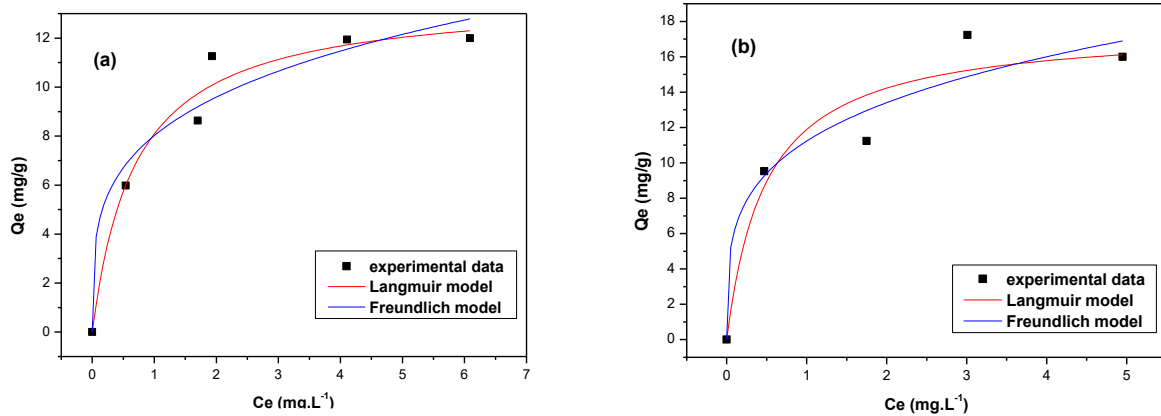 (a)
Qe (mg/g)
12
10
8
6
4
2
0
0 1 2 3 4 5 6 7
Ce (mg.L⁻¹)
experimental data
Langmuir model
Freundlich model
(b)
Qe (mg/g)
18
16
14
12
10
8
6
4
2
0
0 1 2 3 4 5
Ce (mg.L⁻¹)
experimental data
Langmuir model
Freundlich model